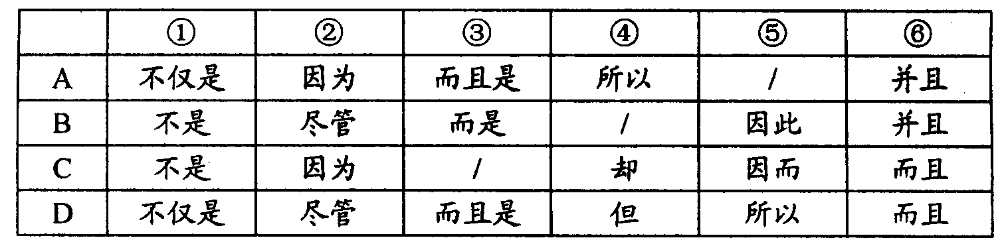 ① ② ③ ④ ⑤ ⑥
A 不仅是 因为 而且是 所以 / 并且
B 不是 尽管 而是 / 因此 并且
C 不是 因为 / 却 因而 而且
D 不仅是 尽管 而且是 但 所以 而且